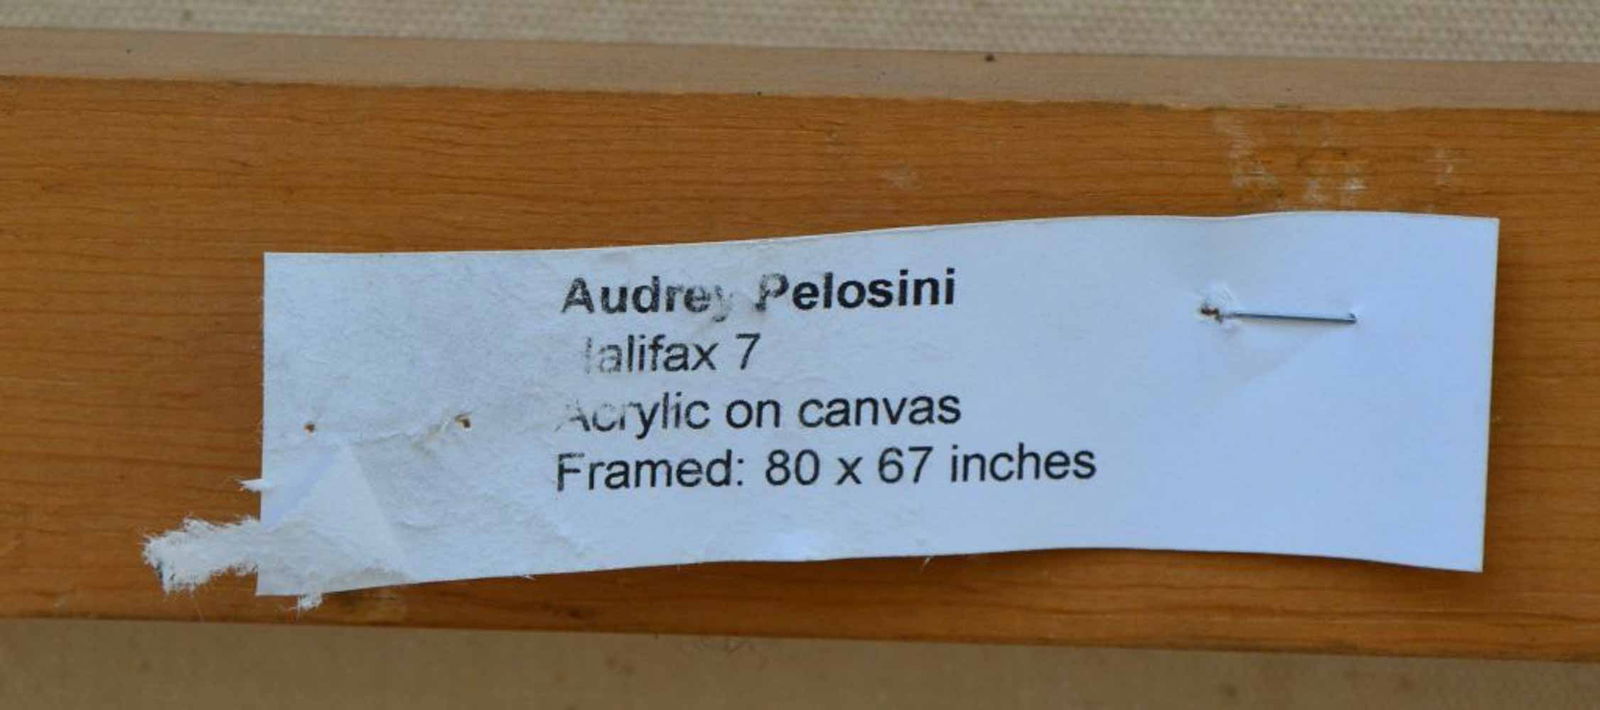 Audrey Pelosini
Halifax 7
Acrylic on canvas
Framed: 80 x 67 inches